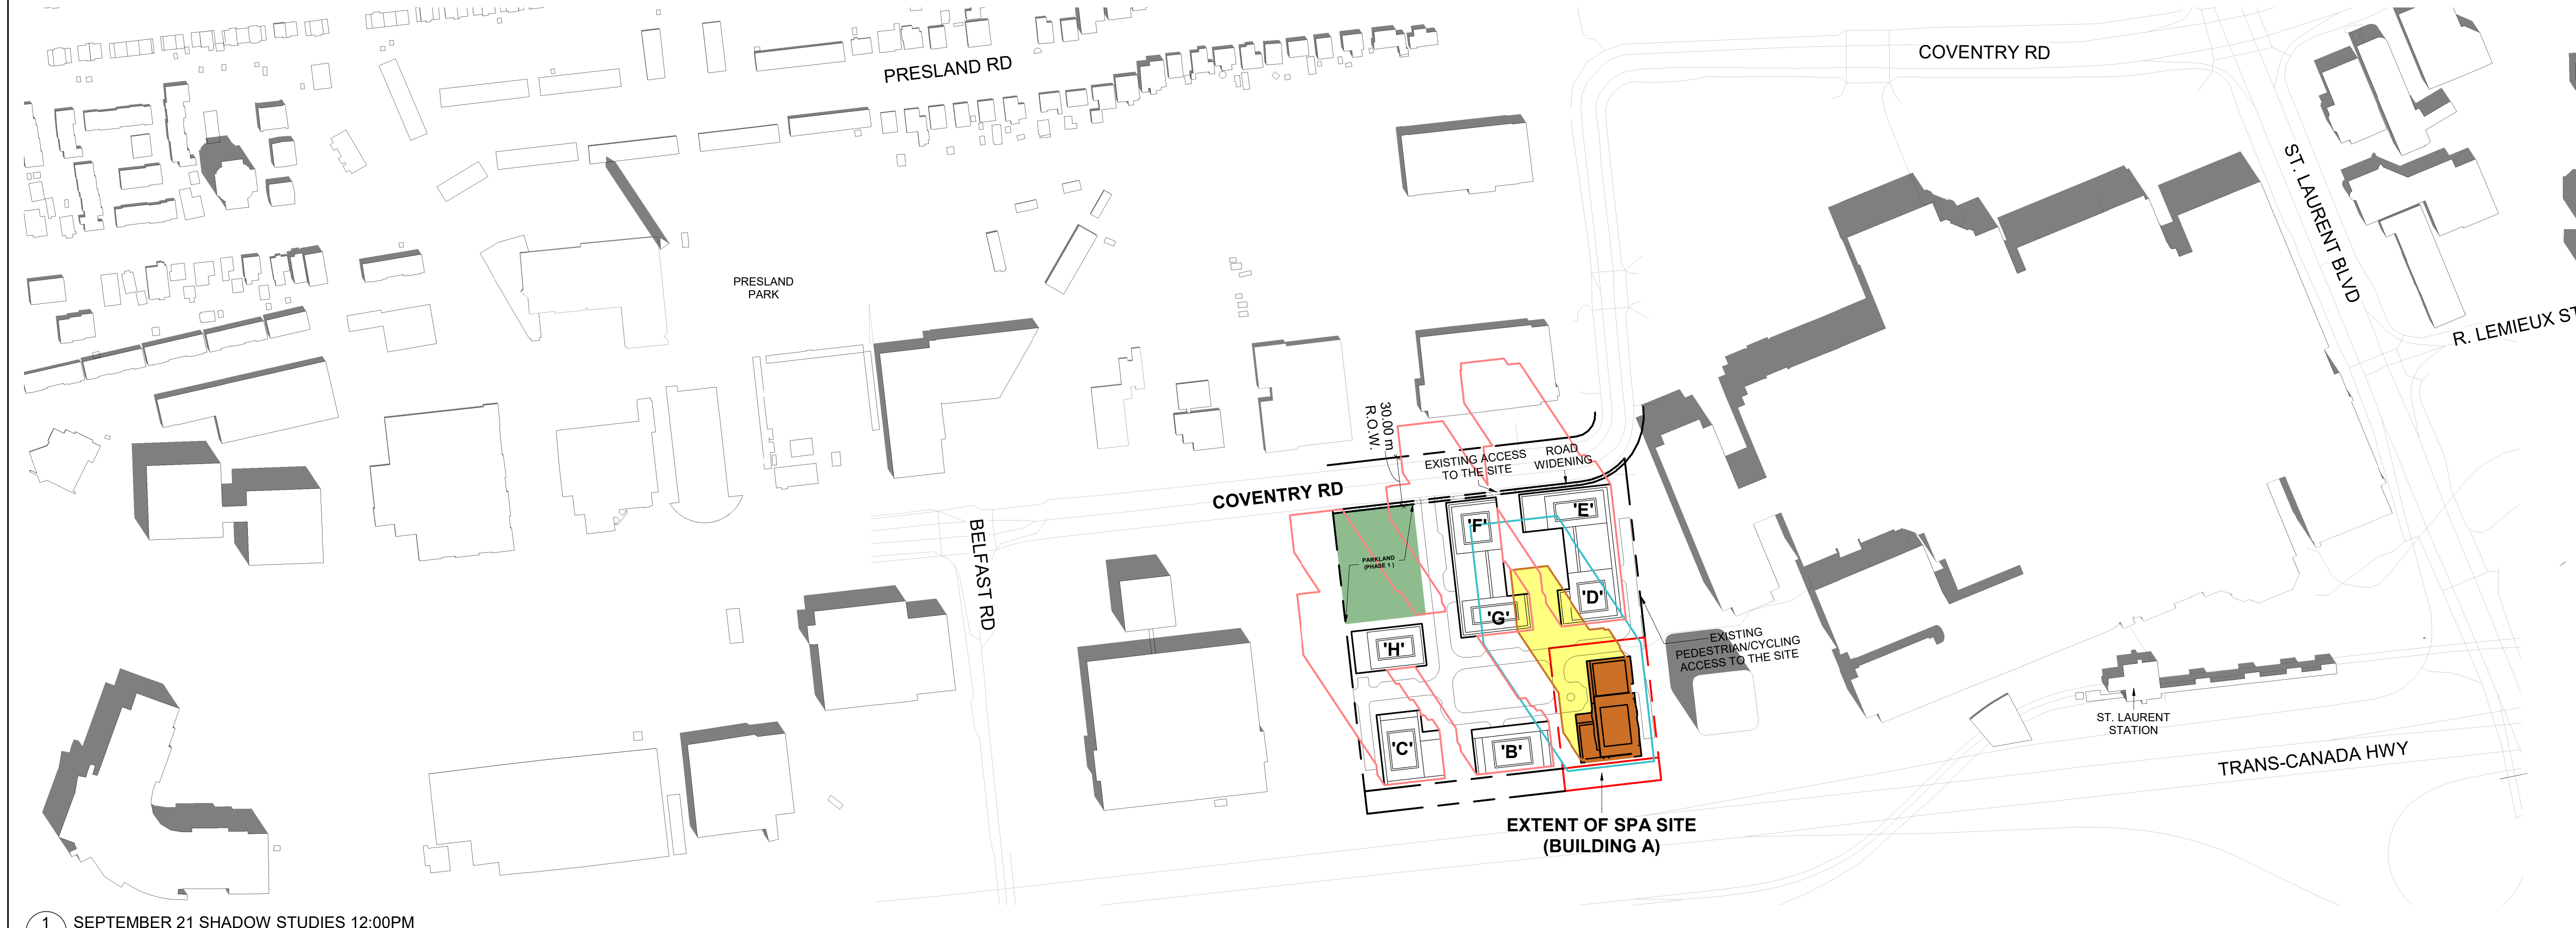 PRESLAND RD
COVENTRY RD
ST. LAURENT BLVD
R. LEMIEUX ST
PRESLAND
PARK
30.00 m
R.O.W.
EXISTING ACCESS
TO THE SITE
ROAD
WIDENING
COVENTRY RD
BELFAST RD
PARKLAND
(PHASE 1 )
'F'
'E'
'G'
'D'
'H'
'C'
'B'
EXISTING
PEDESTRIAN/CYCLING
ACCESS TO THE SITE
ST. LAURENT
STATION
TRANS-CANADA HWY
EXTENT OF SPA SITE
(BUILDING A)
1
SEPTEMBER 21 SHADOW STUDIES 12:00PM